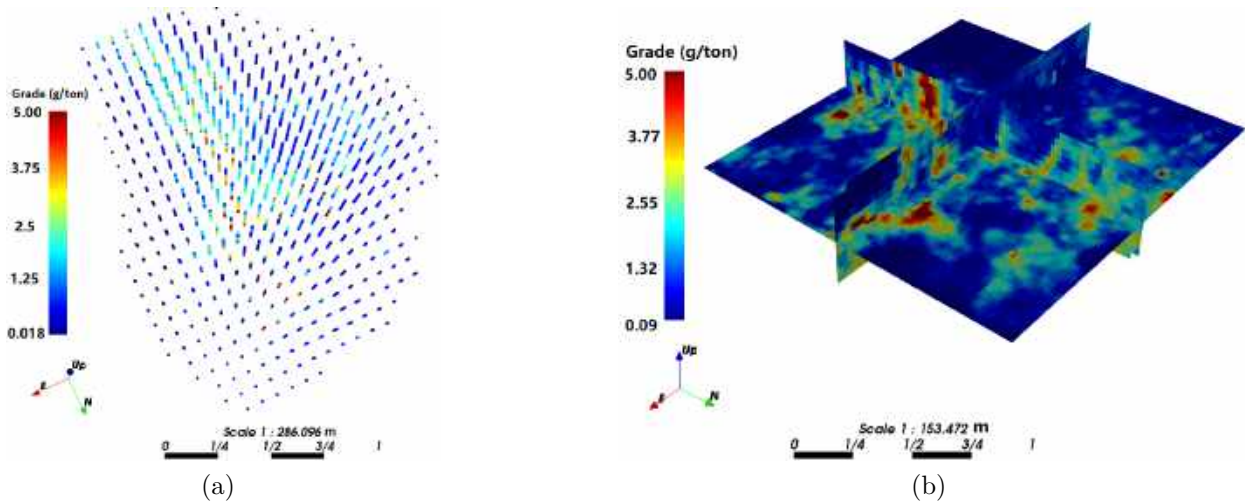 Grade (g/ton)
5.00
3.75
2.5
1.25
0.018
Up
E
N
Scale 1 : 286.096 m
0 1/4 1/2 3/4 1
(a)
Grade (g/ton)
5.00
3.77
2.55
1.32
0.09
Up
E
N
Scale 1 : 153.472 m
0 1/4 1/2 3/4 1
(b)